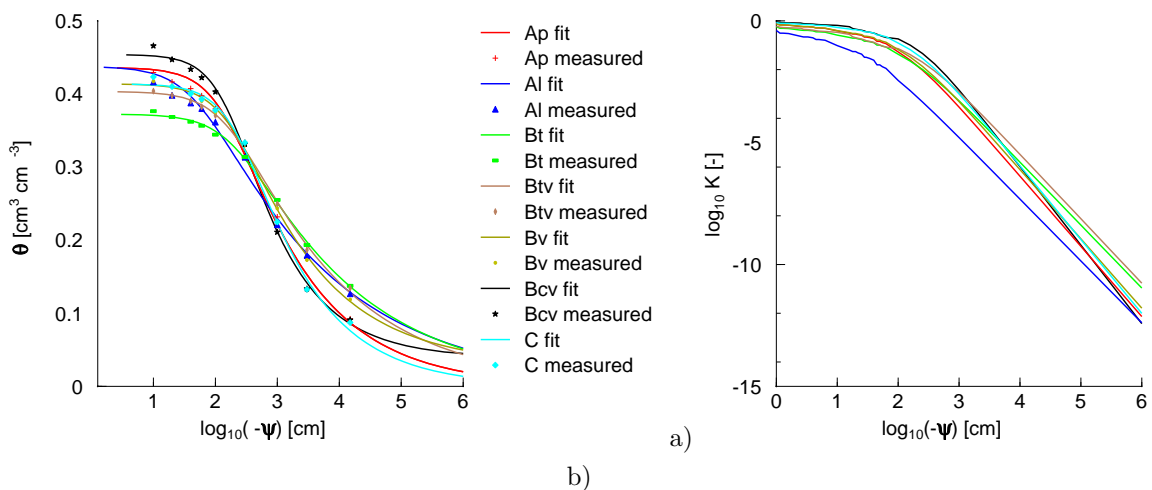 0.5
0.4
0.3
0.2
0.1
0
θ [cm³ cm ⁻³]
1 2 3 4 5 6
log₁₀( -ψ) [cm]
Ap fit
Ap measured
Al fit
Al measured
Bt fit
Bt measured
Btv fit
Btv measured
Bv fit
Bv measured
Bcv fit
Bcv measured
C fit
C measured
a)
0
-5
-10
-15
log₁₀ K [-]
0 1 2 3 4 5 6
log₁₀(-ψ) [cm]
b)